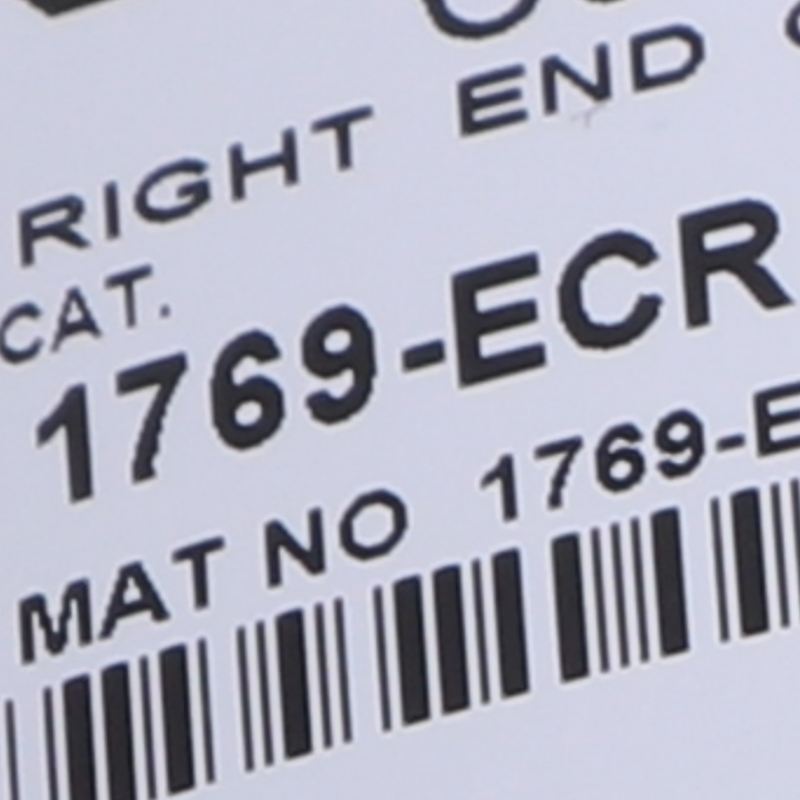 RIGHT END
CAT.
1769-ECR
MAT NO 1769-E